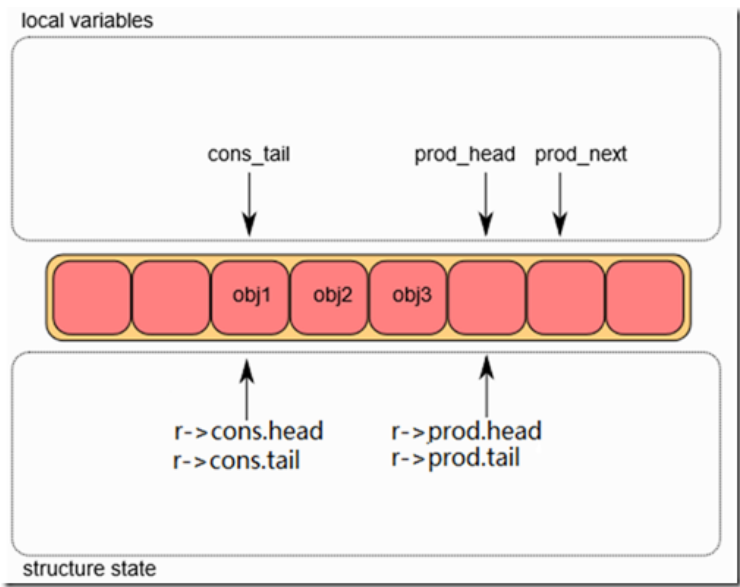 local variables
cons_tail
prod_head
prod_next
obj1
obj2
obj3
r->cons.head
r->cons.tail
r->prod.head
r->prod.tail
structure state